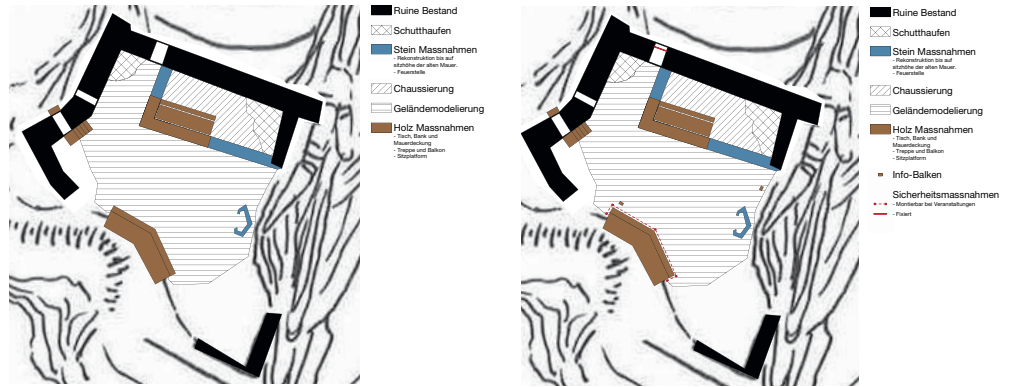 Ruine Bestand
Schutthaufen
Stein Massnahmen
- Rekonstruktion bis auf
sitzhöhe der alten Mauer.
- Feuerstelle
Chaussierung
Geländemodelierung
Holz Massnahmen
- Tisch, Bank und
Mauerdeckung
- Treppe und Balkon
- Sitzplatform
Ruine Bestand
Schutthaufen
Stein Massnahmen
- Rekonstruktion bis auf
sitzhöhe der alten Mauer.
- Feuerstelle
Chaussierung
Geländemodelierung
Holz Massnahmen
- Tisch, Bank und
Mauerdeckung
- Treppe und Balkon
- Sitzplatform
Info-Balken
Sicherheitsmassnahmen
- Montierbar bei Veranstaltungen
- Fixiert